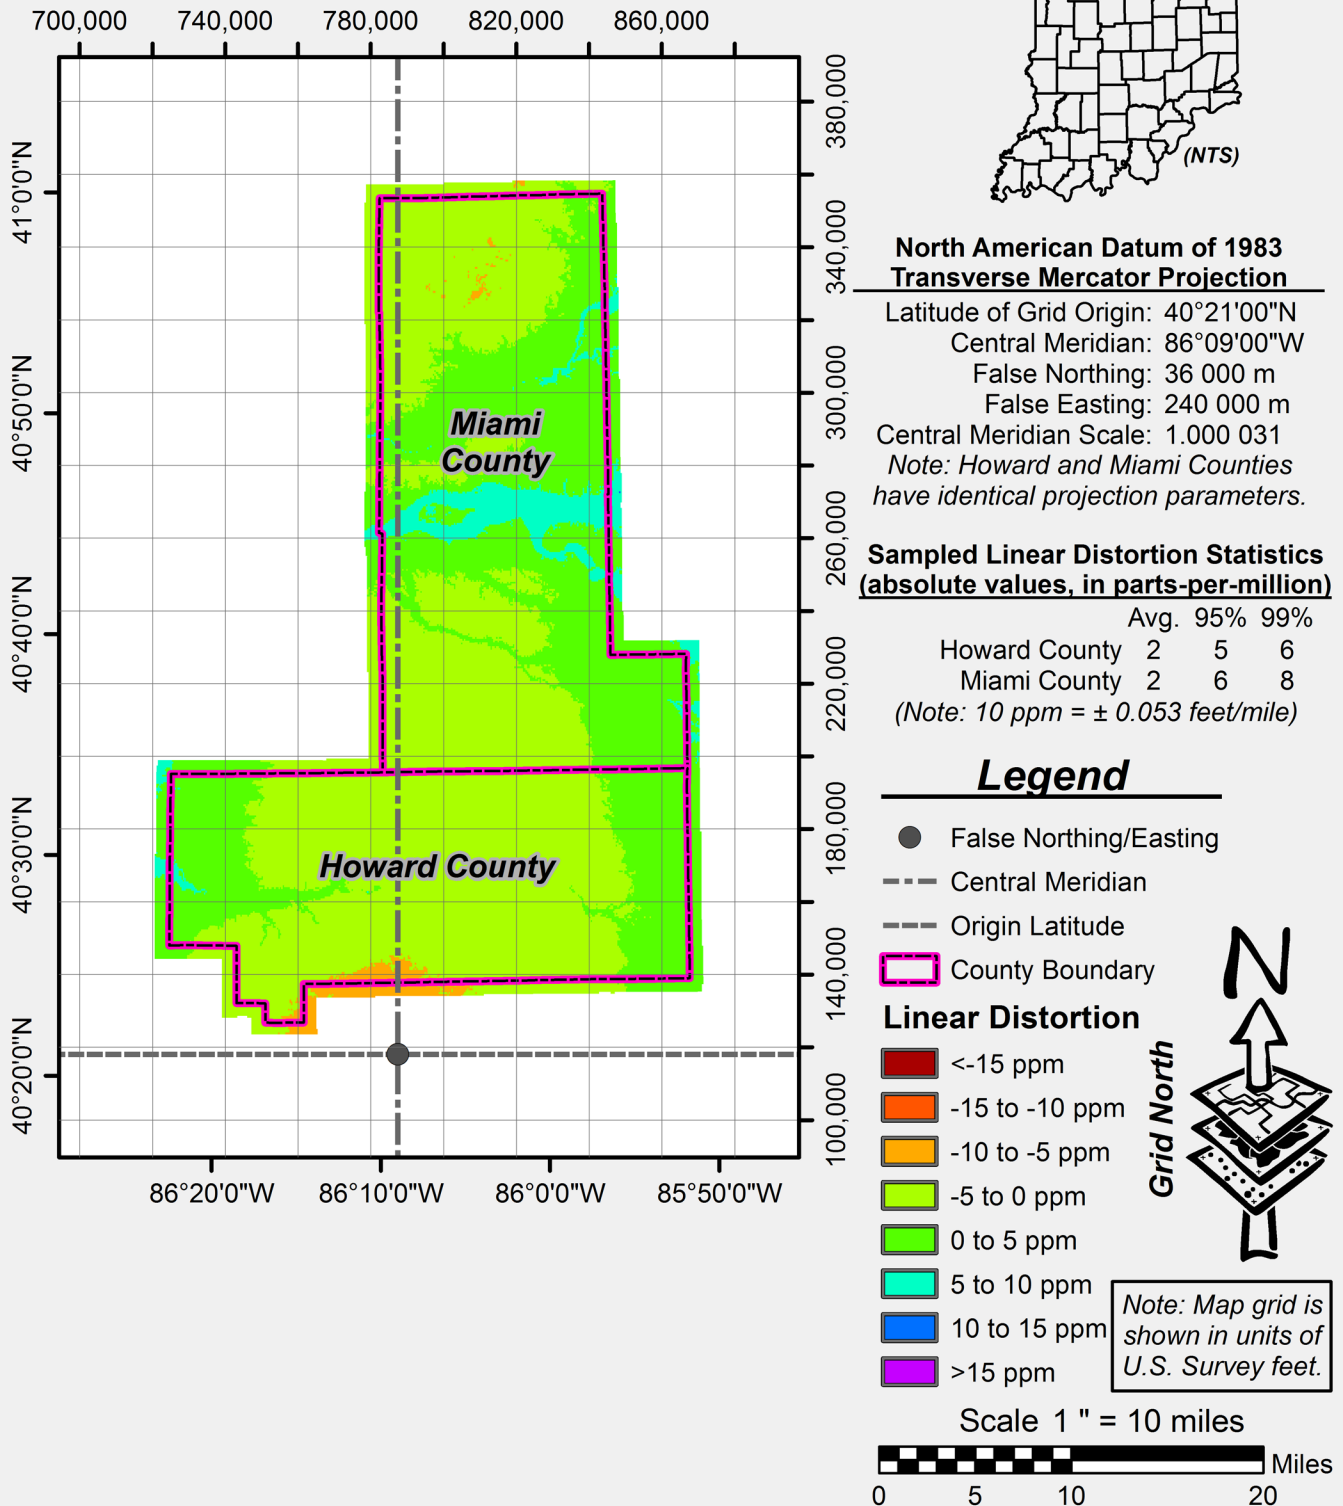 700,000 740,000 780,000 820,000 860,000
380,000
340,000
300,000
260,000
220,000
180,000
140,000
100,000
41°0'0"N
40°50'0"N
40°40'0"N
40°30'0"N
40°20'0"N
Miami
County
Howard County
86°20'0"W 86°10'0"W 86°0'0"W 85°50'0"W
(NTS)
North American Datum of 1983
Transverse Mercator Projection
Latitude of Grid Origin: 40°21'00"N
Central Meridian: 86°09'00"W
False Northing: 36 000 m
False Easting: 240 000 m
Central Meridian Scale: 1.000 031
Note: Howard and Miami Counties
have identical projection parameters.
Sampled Linear Distortion Statistics
(absolute values, in parts-per-million)
Avg. 95% 99%
Howard County 2 5 6
Miami County 2 6 8
(Note: 10 ppm = ± 0.053 feet/mile)
Legend
False Northing/Easting
Central Meridian
Origin Latitude
County Boundary
Linear Distortion
<-15 ppm
-15 to -10 ppm
-10 to -5 ppm
-5 to 0 ppm
0 to 5 ppm
5 to 10 ppm
10 to 15 ppm
>15 ppm
N
Grid North
Note: Map grid is
shown in units of
U.S. Survey feet.
Scale 1 " = 10 miles
Miles
0 5 10 20